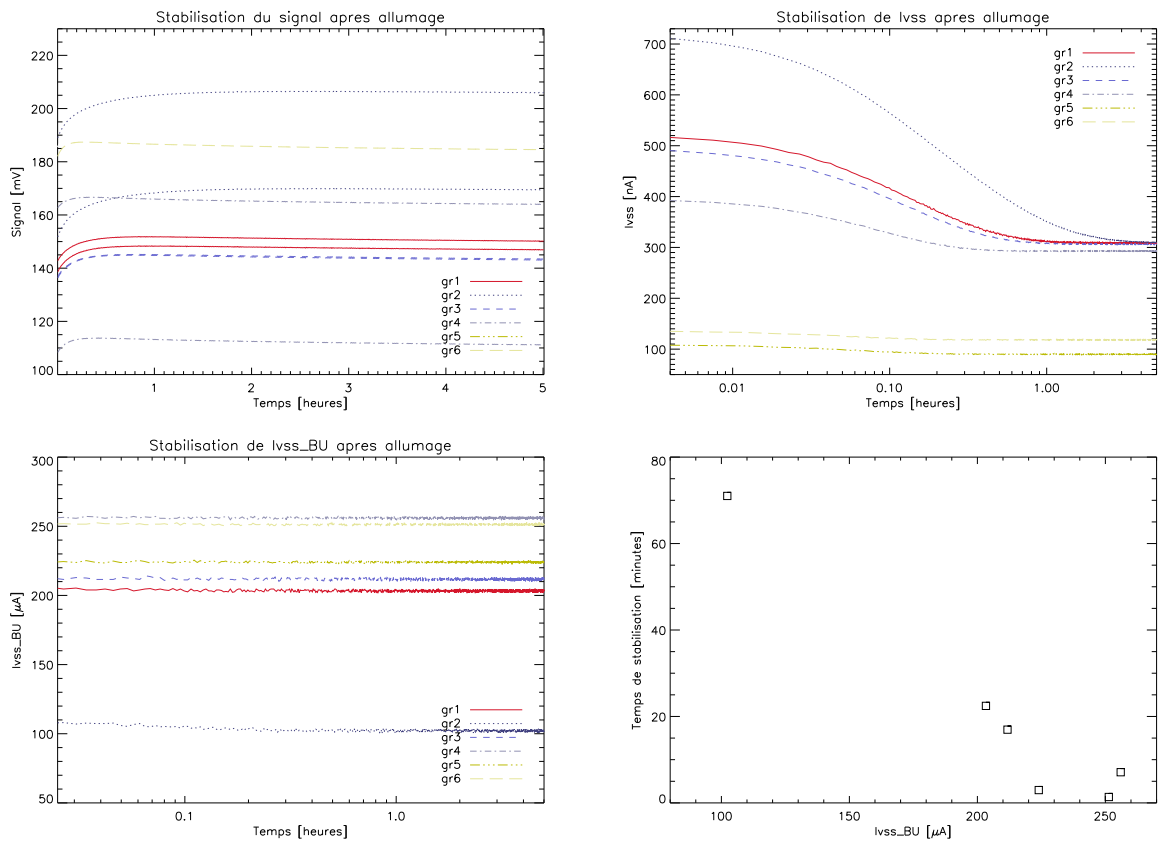 Stabilisation du signal apres allumage
Signal [mV]
220
200
180
160
140
120
100
gr1
gr2
gr3
gr4
gr5
gr6
1 2 3 4 5
Temps [heures]
Stabilisation de Ivss apres allumage
Ivss [nA]
700
600
500
400
300
200
100
gr1
gr2
gr3
gr4
gr5
gr6
0.01 0.10 1.00
Temps [heures]
Stabilisation de Ivss_BU apres allumage
Ivss_BU [μA]
300
250
200
150
100
50
gr1
gr2
gr3
gr4
gr5
gr6
0.1 1.0
Temps [heures]
Temps de stabilisation [minutes]
80
60
40
20
0
100 150 200 250
Ivss_BU [μA]